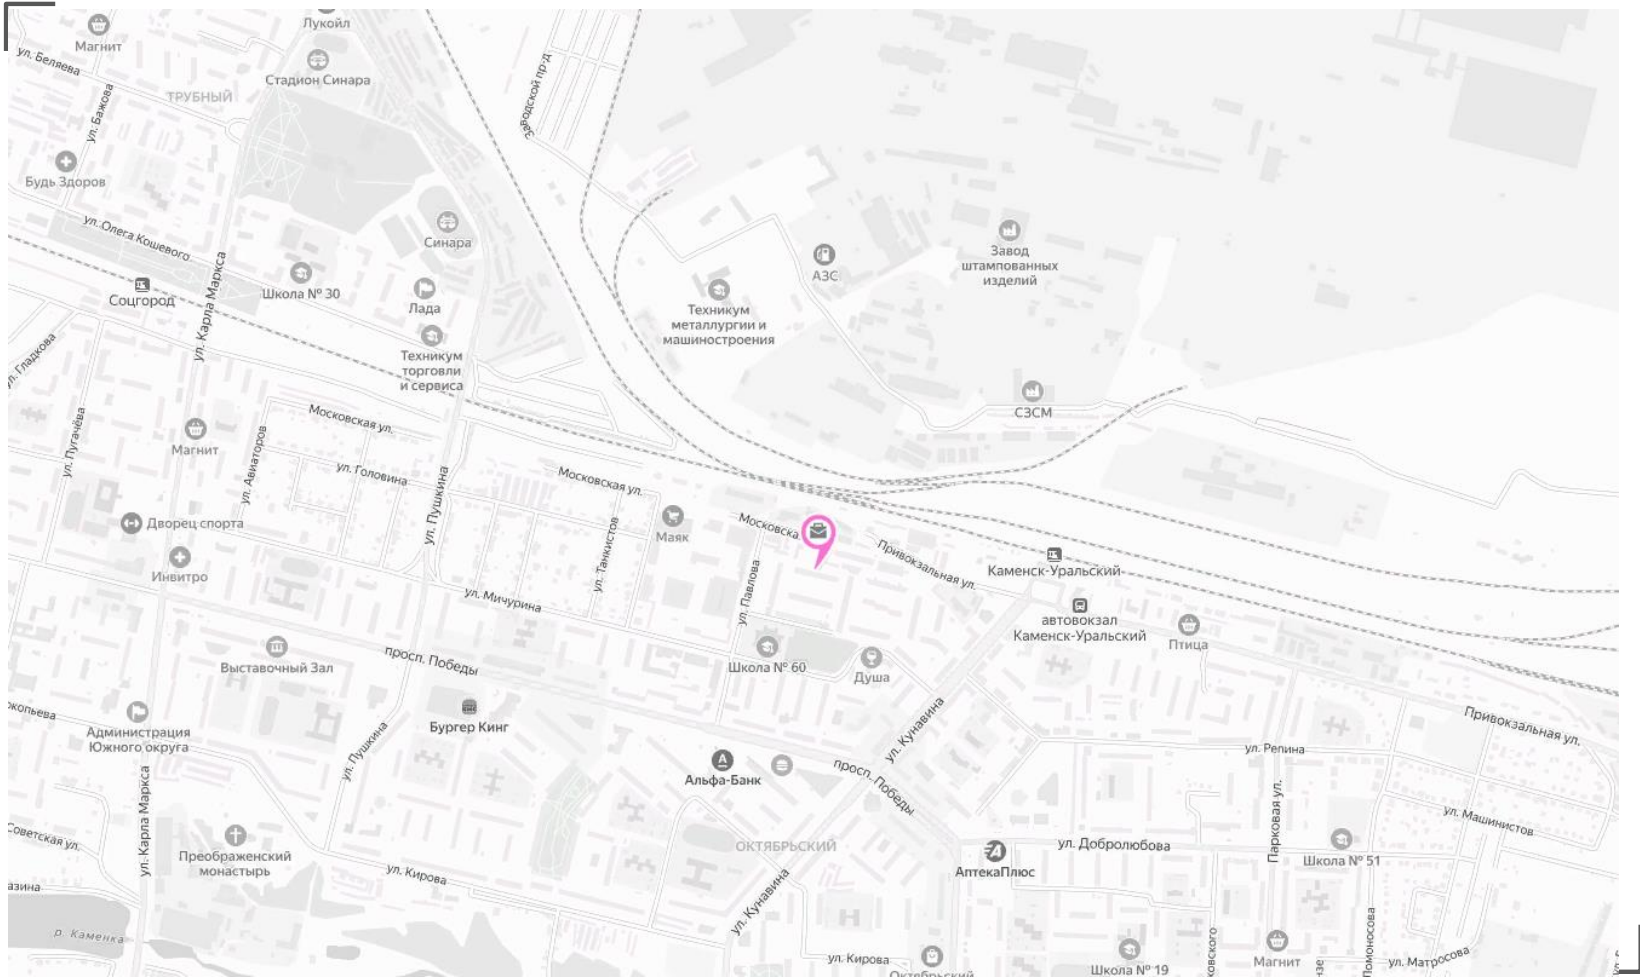 Лукойл
Магнит
Стадион Синара
ул. Беляева
ТРУБНЫЙ
ул. Бажова
Заводской пр-д
Будь Здоров
ул. Олега Кошевого
Синара
Соцгород
Школа № 30
Лада
ул. Карла Маркса
АЗС
Завод
штампованных
изделий
Техникум
металлургии и
машиностроения
Техникум
торговли
и сервиса
ул. Гладкова
СЗСМ
Московская ул.
ул. Пугачёва
Магнит
ул. Авиаторов
ул. Головина
Московская ул.
ул. Пушкина
Дворец спорта
Маяк
Московска
Привокзальная ул.
Каменск-Уральский
Инвитро
ул. Танкистов
ул. Павлова
ул. Мичурина
автовокзал
Каменск-Уральский
Птица
Выставочный Зал
просп. Победы
Школа № 60
Душа
окопьева
Администрация
Южного округа
Бургер Кинг
ул. Пушкина
ул. Кунавина
Привокзальная ул.
ул. Репина
Альфа-Банк
просп. Победы
ул. Карла Маркса
Парковая ул.
ул. Машинистов
Советская ул.
Преображенский
монастырь
ОКТЯБРЬСКИЙ
АптекаПлюс
ул. Добролюбова
Школа № 51
ул. Кирова
азина
ул. Кунавина
р. Каменка
ул. Кирова
Октябрьский
Школа № 19
ховского
Магнит
нзе
Ломоносова
ул. Матросова